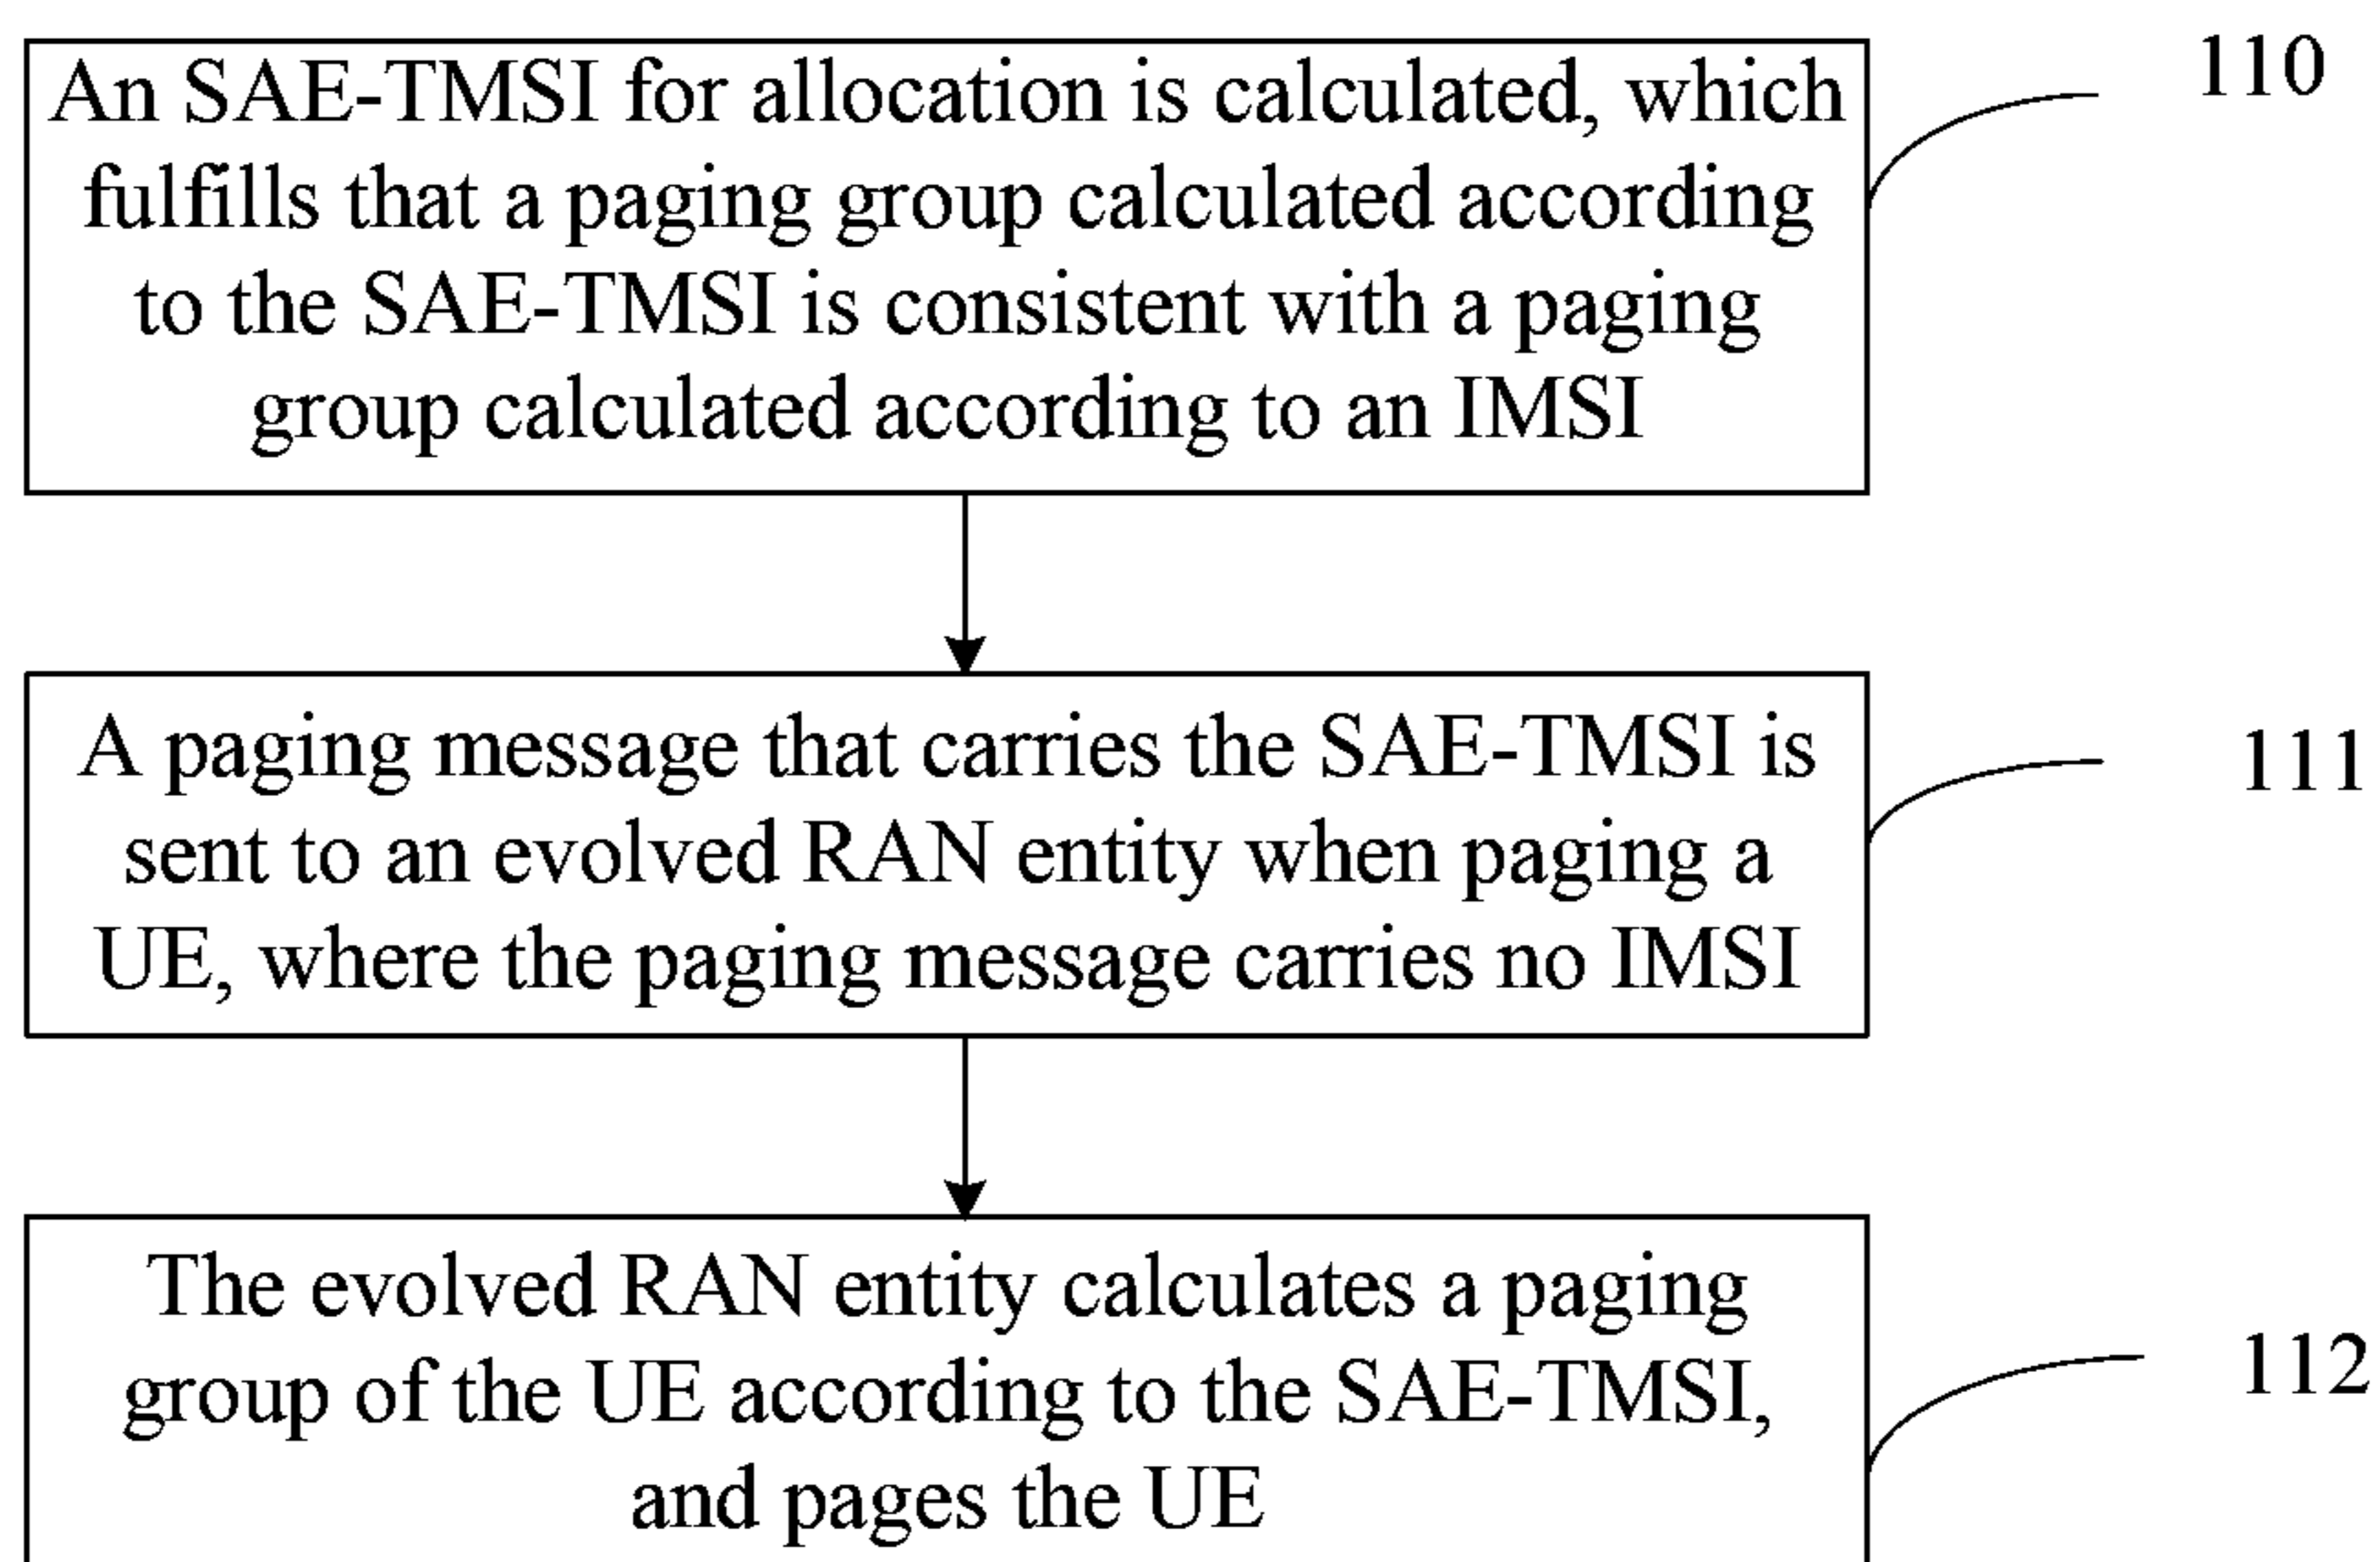 An SAE-TMSI for allocation is calculated, which
fulfills that a paging group calculated according
to the SAE-TMSI is consistent with a paging
group calculated according to an IMSI
110
A paging message that carries the SAE-TMSI is
sent to an evolved RAN entity when paging a
UE, where the paging message carries no IMSI
111
The evolved RAN entity calculates a paging
group of the UE according to the SAE-TMSI,
and pages the UE
112